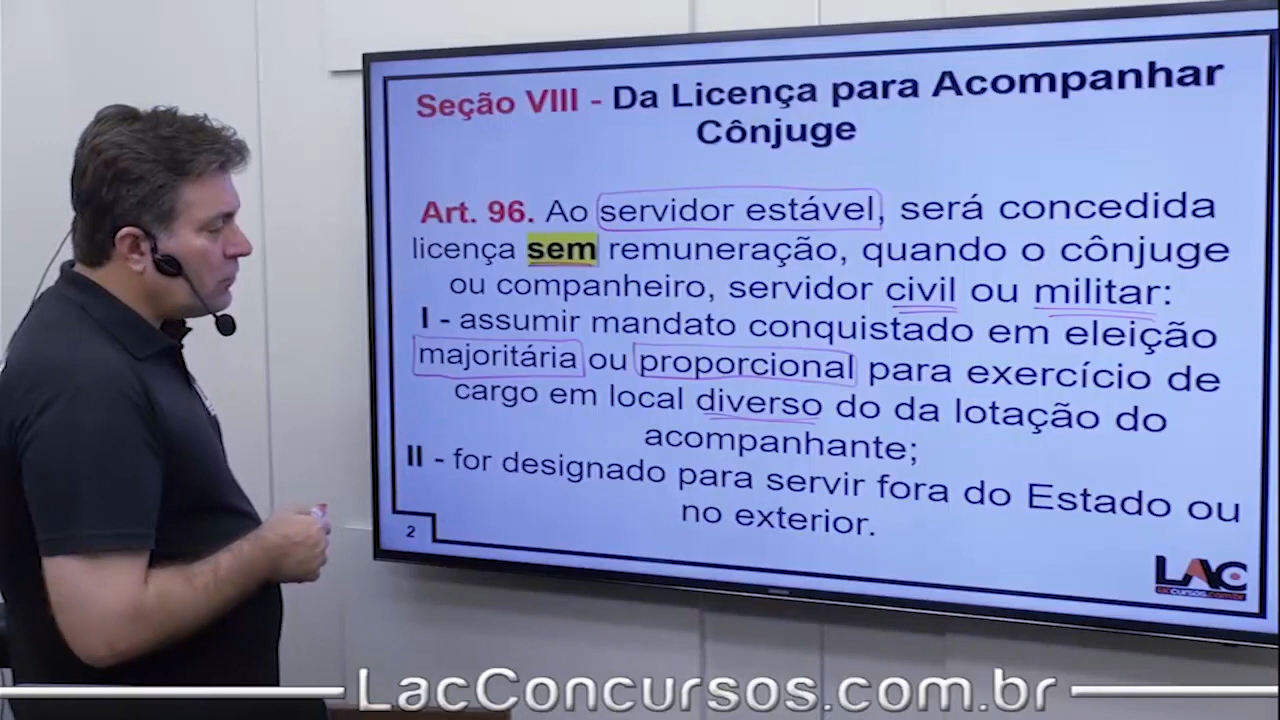 Seção VIII - Da Licença para Acompanhar
Cônjuge
Art. 96. Ao servidor estável, será concedida
licença sem remuneração, quando o cônjuge
ou companheiro, servidor civil ou militar:
I - assumir mandato conquistado em eleição
majoritária ou proporcional para exercício de
cargo em local diverso do da lotação do
acompanhante;
II - for designado para servir fora do Estado ou
no exterior.
2
LAC
laccursos.com.br
LacConcursos.com.br